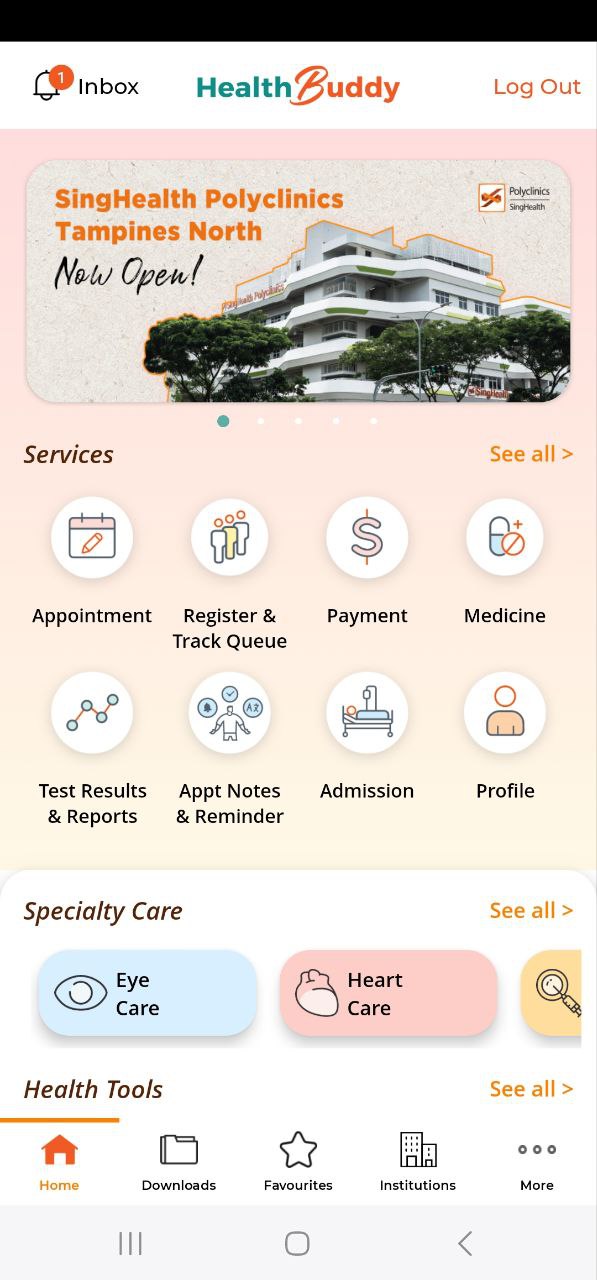 1
Inbox
HealthBuddy
Log Out
SingHealth Polyclinics
Tampines North
Now Open!
Polyclinics
SingHealth
SingHealth Polyclinics
SingHealth
Services
See all >
Appointment
Register &
Track Queue
Payment
Medicine
Test Results
& Reports
Appt Notes
& Reminder
Admission
Profile
Specialty Care
See all >
Eye
Care
Heart
Care
Health Tools
See all >
Home
Downloads
Favourites
Institutions
More